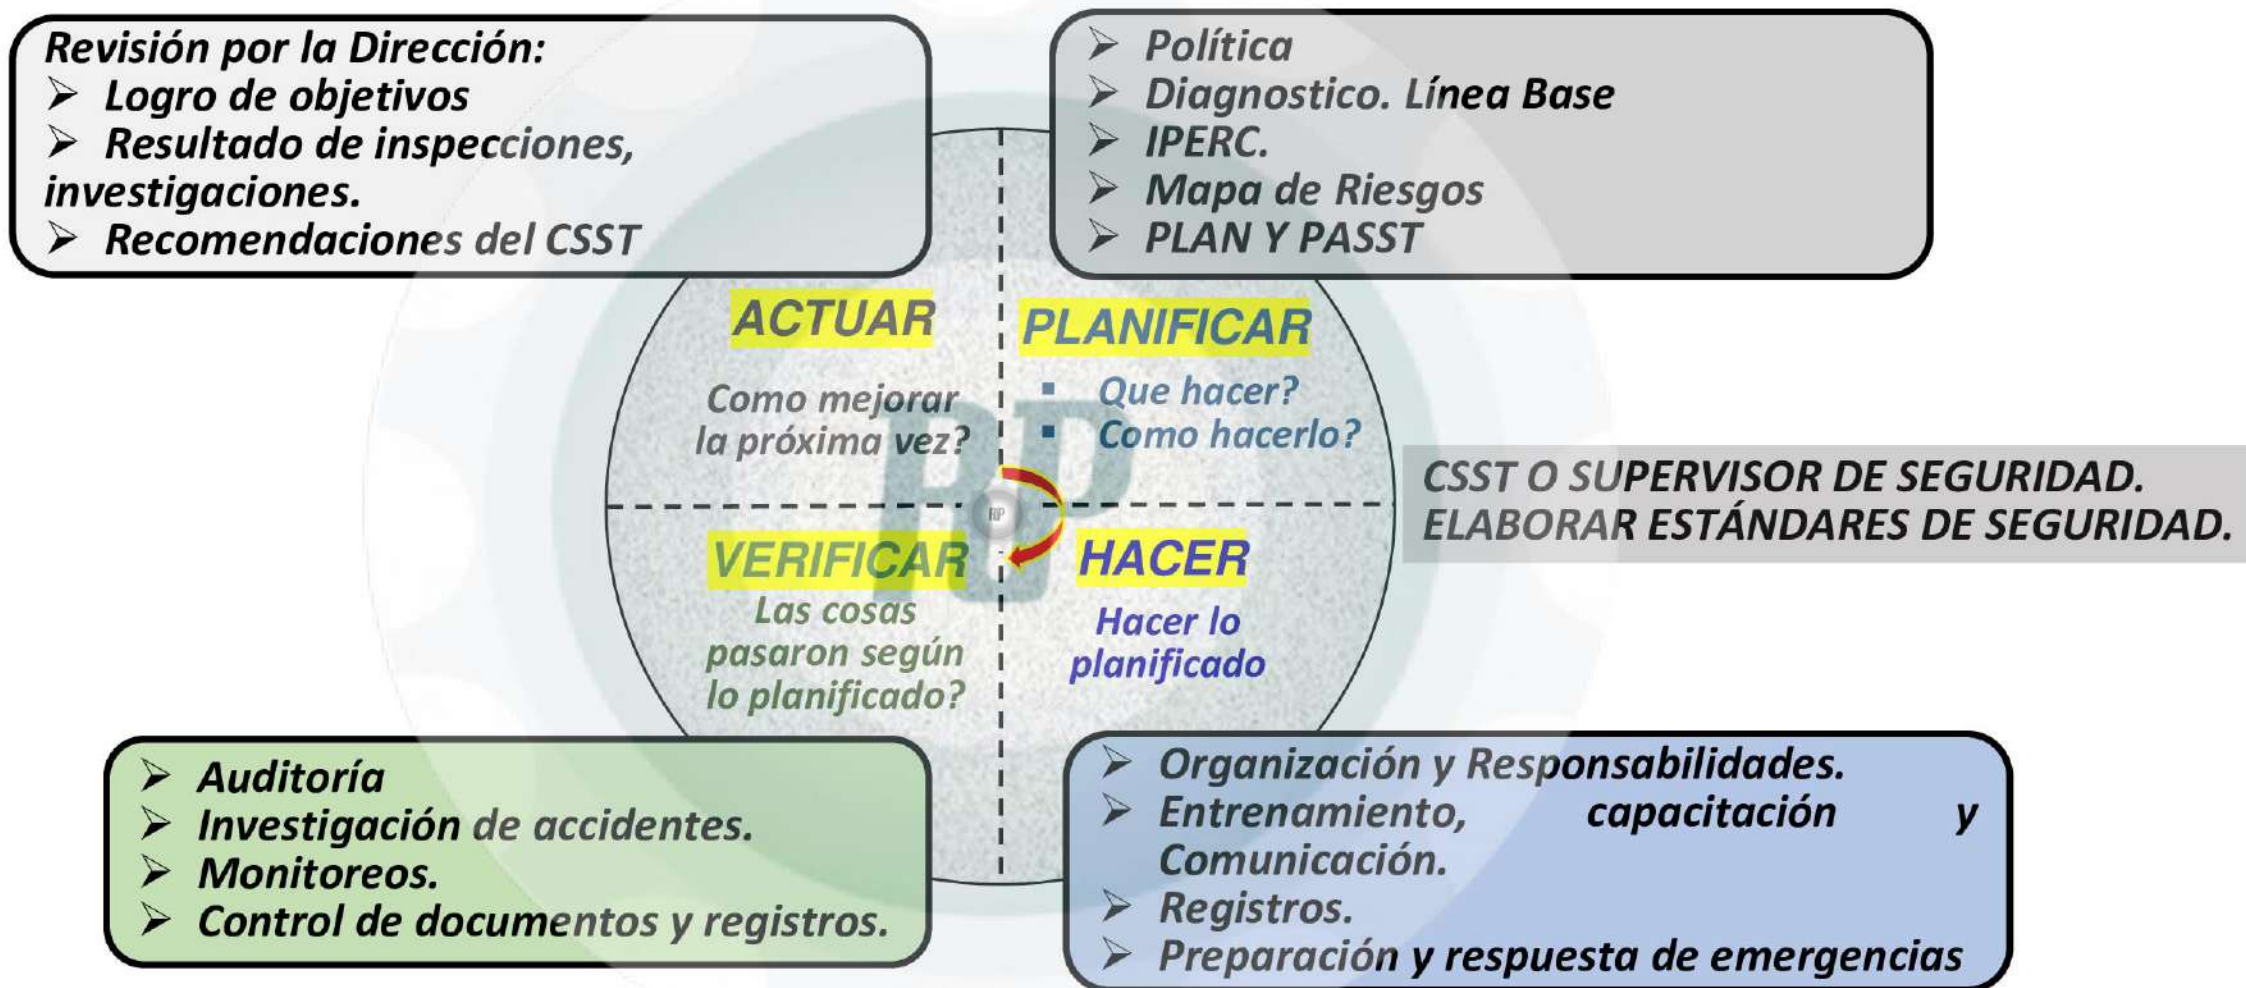 Revisión por la Dirección:
➢ Logro de objetivos
➢ Resultado de inspecciones,
investigaciones.
➢ Recomendaciones del CSST
➢ Política
➢ Diagnostico. Línea Base
➢ IPERC.
➢ Mapa de Riesgos
➢ PLAN Y PASST
ACTUAR
Como mejorar
la próxima vez?
PLANIFICAR
▪ Que hacer?
▪ Como hacerlo?
CSST O SUPERVISOR DE SEGURIDAD.
ELABORAR ESTÁNDARES DE SEGURIDAD.
RP
RP
VERIFICAR
Las cosas
pasaron según
lo planificado?
HACER
Hacer lo
planificado
➢ Auditoría
➢ Investigación de accidentes.
➢ Monitoreos.
➢ Control de documentos y registros.
➢ Organización y Responsabilidades.
➢ Entrenamiento, capacitación y
Comunicación.
➢ Registros.
➢ Preparación y respuesta de emergencias